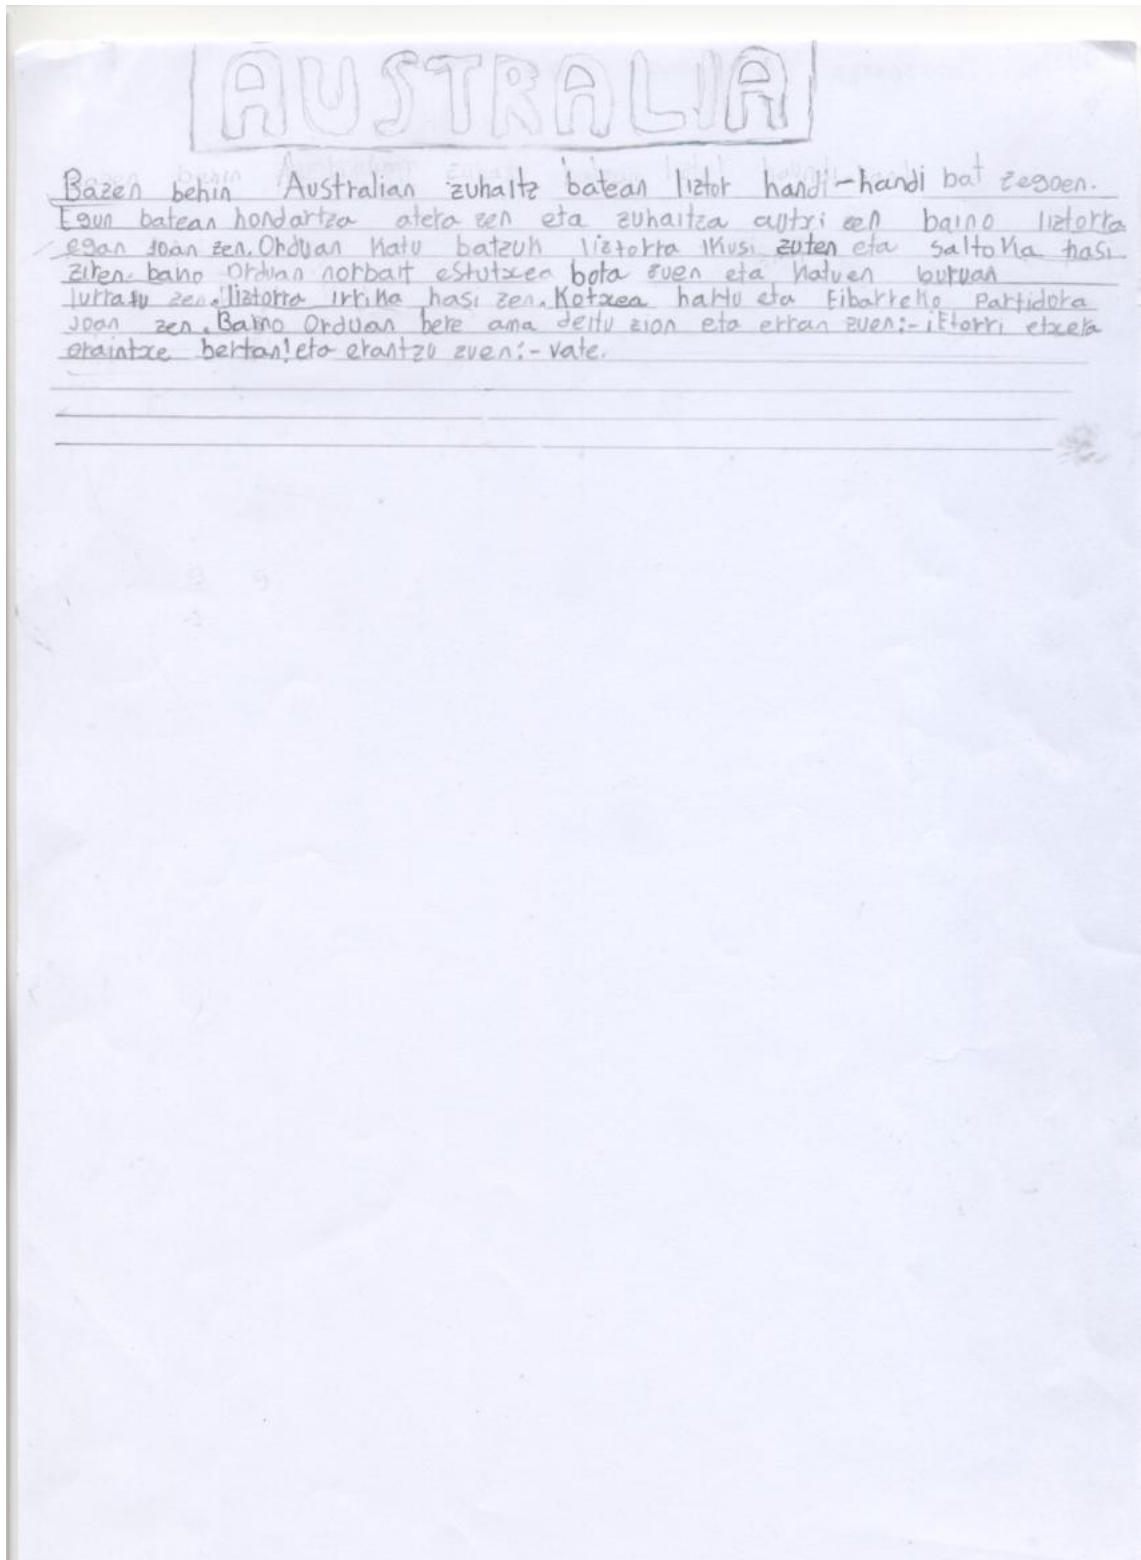 AUSTRALIA
Bazen behin Australian zuhaltz batean liztor handi-handi bat zegoen.
Egun batean hondartza atera zen eta zuhaitza autxi zen baino liztorra
egan joan zen. Orduan Katu batzuk liztorra ikusi zuten eta saltoka hasi
ziren. baino orduan norbait estutxea bota zuen eta katuen buruan
lurratu zen. liztorra irrika hasi zen. Kotxea hartu eta Eibarreko Partidora
joan zen. Baino Orduan bere ama deitu zion eta erran zuen:- iEtorri etxera
oraintxe bertan! eta erantzu zuen:- vate.